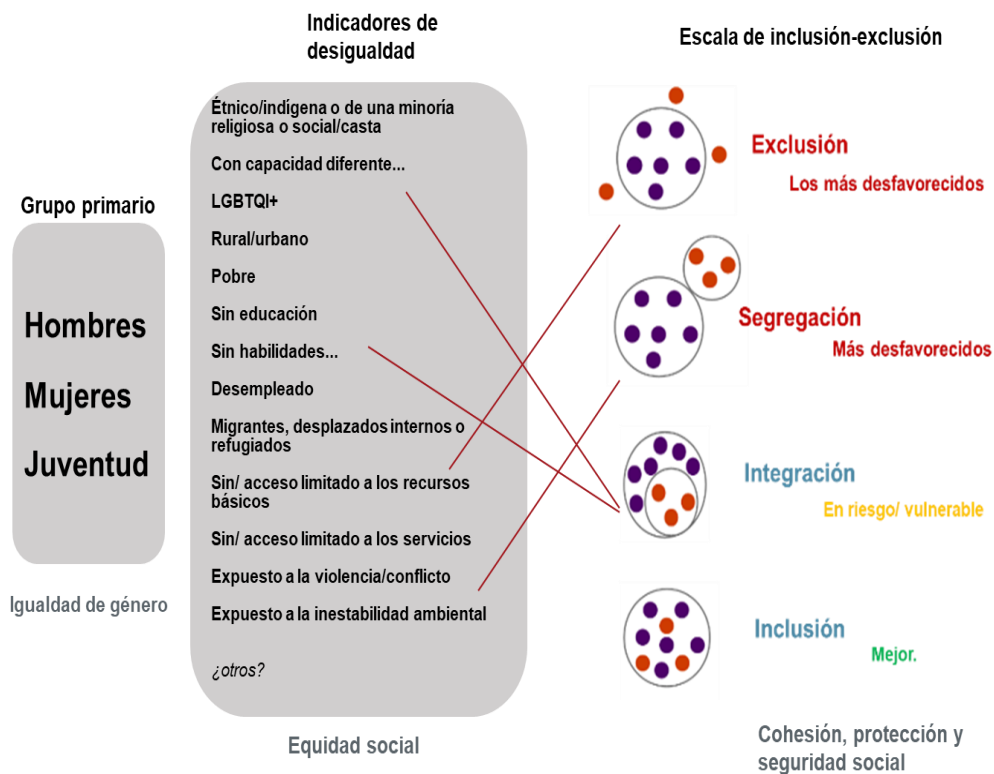 Indicadores de
desigualdad
Escala de inclusión-exclusión
Grupo primario
Hombres
Mujeres
Juventud
Igualdad de género
Étnico/indígena o de una minoría
religiosa o social/casta
Con capacidad diferente...
LGBTQI+
Rural/urbano
Pobre
Sin educación
Sin habilidades...
Desempleado
Migrantes, desplazados internos o
refugiados
Sin/ acceso limitado a los recursos
básicos
Sin/ acceso limitado a los servicios
Expuesto a la violencia/conflicto
Expuesto a la inestabilidad ambiental
¿otros?
Equidad social
Exclusión
Los más desfavorecidos
Segregación
Más desfavorecidos
Integración
En riesgo/ vulnerable
Inclusión
Mejor.
Cohesión, protección y
seguridad social